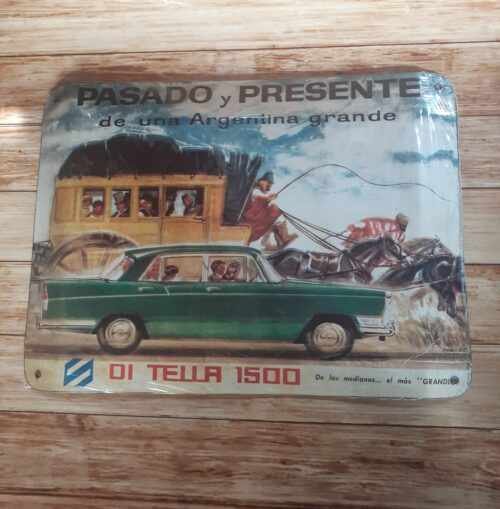 PASADO y PRESENTE
de una Argentina grande
DI TELLA 1500
De los medianos... el más "GRANDE"